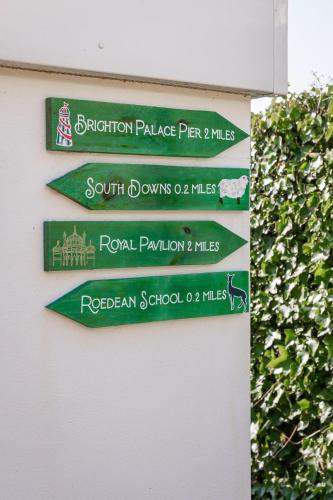 Brighton Palace Pier 2 miles
South Downs 0.2 miles
Royal Pavilion 2 miles
Roedean School 0.2 miles